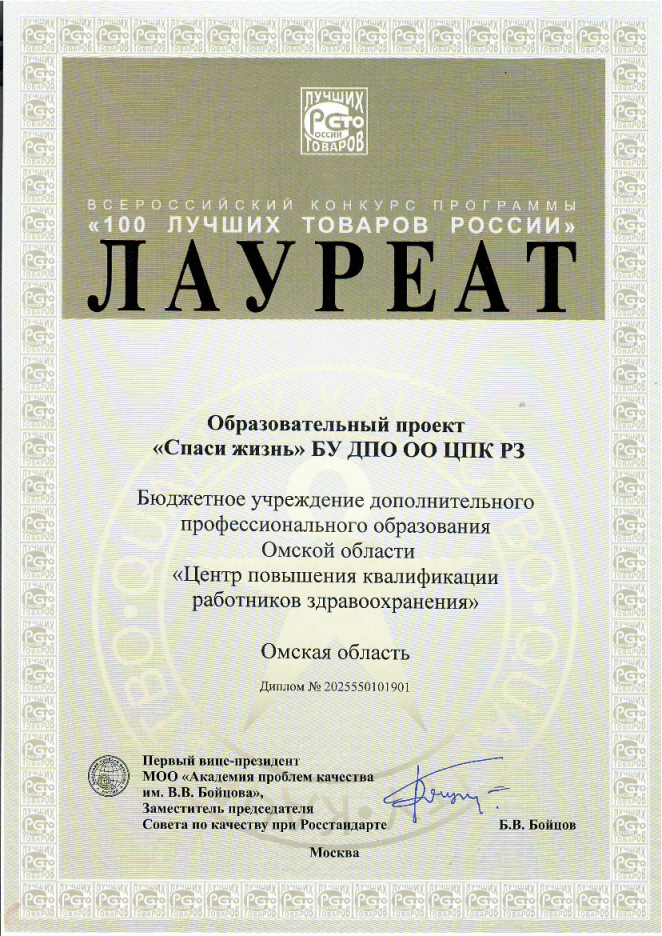 ЛУЧШИХ
PGТО
РОССИИ
ТОВАРОВ
ВСЕРОССИЙСКИЙ КОНКУРС ПРОГРАММЫ
«100 ЛУЧШИХ ТОВАРОВ РОССИИ»
ЛАУРЕАТ
Образовательный проект
«Спаси жизнь» БУ ДПО ОО ЦПК РЗ
Бюджетное учреждение дополнительного
профессионального образования
Омской области
«Центр повышения квалификации
работников здравоохранения»
Омская область
Диплом № 2025550101901
Первый вице-президент
МОО «Академия проблем качества
им. В.В. Бойцова»,
Заместитель председателя
Совета по качеству при Росстандарте
Б.В. Бойцов
Москва